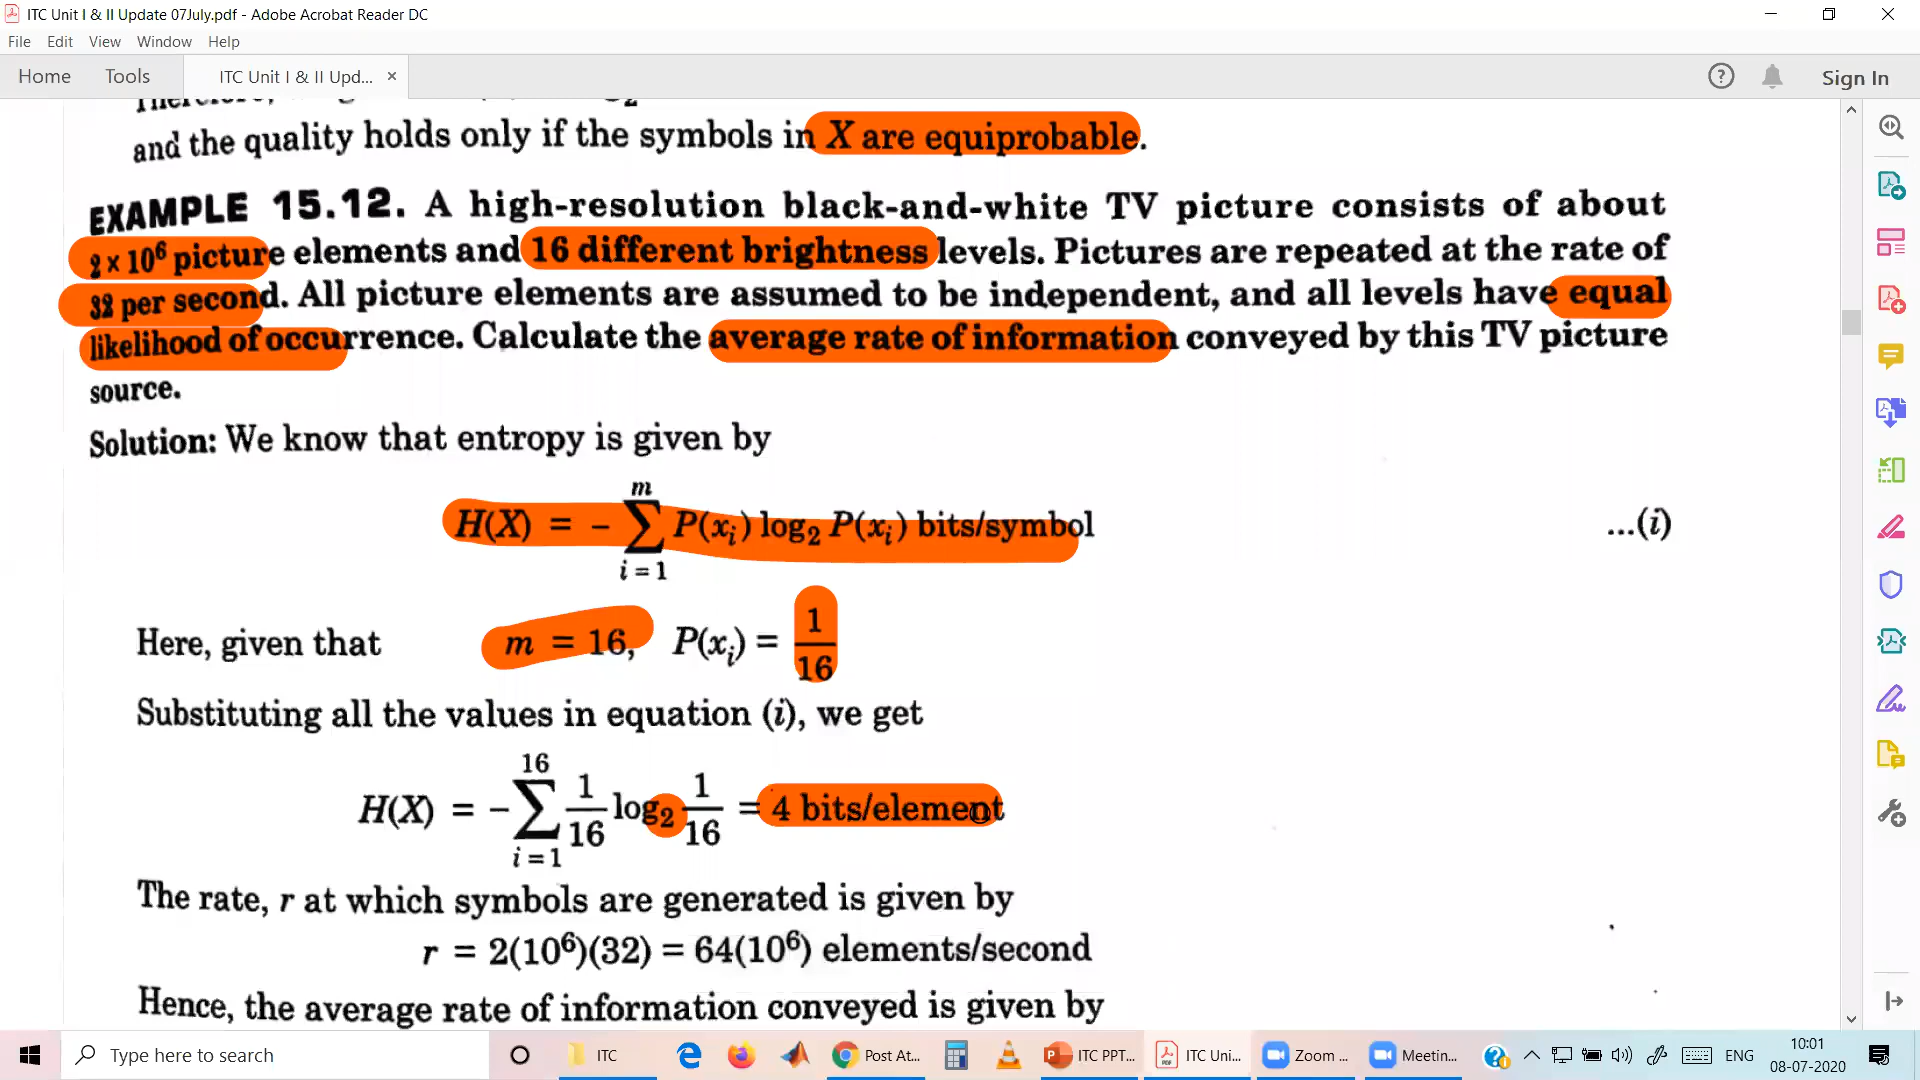 ITC Unit I & II Update 07July.pdf - Adobe Acrobat Reader DC
File Edit View Window Help
Home Tools ITC Unit I & II Upd... × Sign In
and the quality holds only if the symbols in X are equiprobable.
EXAMPLE 15.12. A high-resolution black-and-white TV picture consists of about
2 × 10⁶ picture elements and 16 different brightness levels. Pictures are repeated at the rate of
32 per second. All picture elements are assumed to be independent, and all levels have equal
likelihood of occurrence. Calculate the average rate of information conveyed by this TV picture
source.
Solution: We know that entropy is given by
H(X) = – ∑_{i=1}^{m} P(xᵢ) log₂ P(xᵢ) bits/symbol ...(i)
Here, given that m = 16, P(xᵢ) = 1/16
Substituting all the values in equation (i), we get
H(X) = – ∑_{i=1}^{16} 1/16 log₂ 1/16 = 4 bits/element
The rate, r at which symbols are generated is given by
r = 2(10⁶)(32) = 64(10⁶) elements/second
Hence, the average rate of information conveyed is given by
Type here to search ITC Post At... ITC PPT... ITC Uni... Zoom ... Meetin... ENG 10:01
08-07-2020